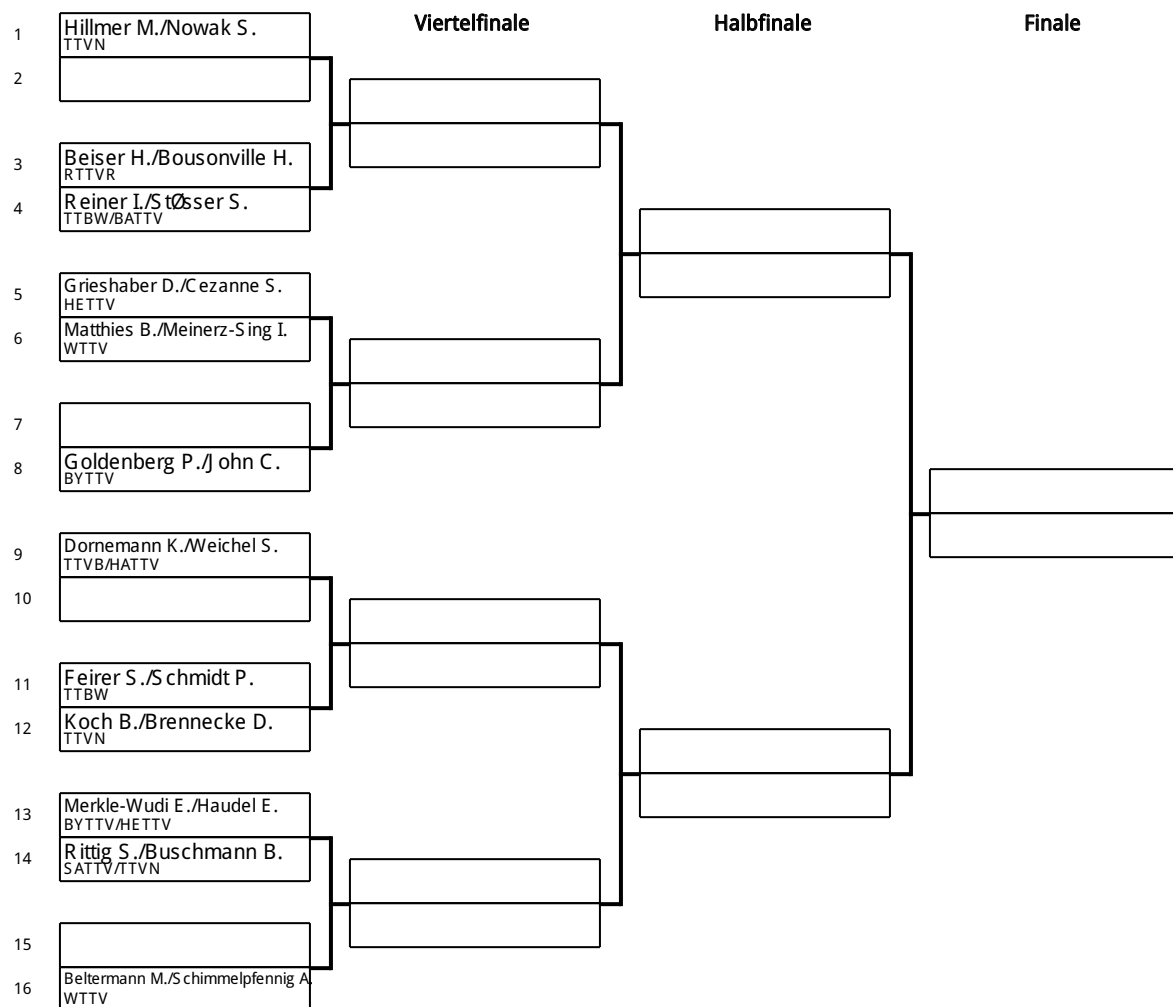 Viertelfinale Halbfinale Finale
1 Hillmer M./Nowak S.
TTVN
2
3 Beiser H./Bousonville H.
RTTVR
4 Reiner I./StØsser S.
TTBW/BATTV
5 Grieshaber D./Cezanne S.
HETTV
6 Matthies B./Meinerz-Sing I.
WTTV
7
8 Goldenberg P./John C.
BYTTV
9 Dornemann K./Weichel S.
TTVB/HATTV
10
11 Feirer S./Schmidt P.
TTBW
12 Koch B./Brennecke D.
TTVN
13 Merkle-Wudi E./Haudel E.
BYTTV/HETTV
14 Rittig S./Buschmann B.
SATTV/TTVN
15
16 Beltermann M./Schimmelpfennig A.
WTTV